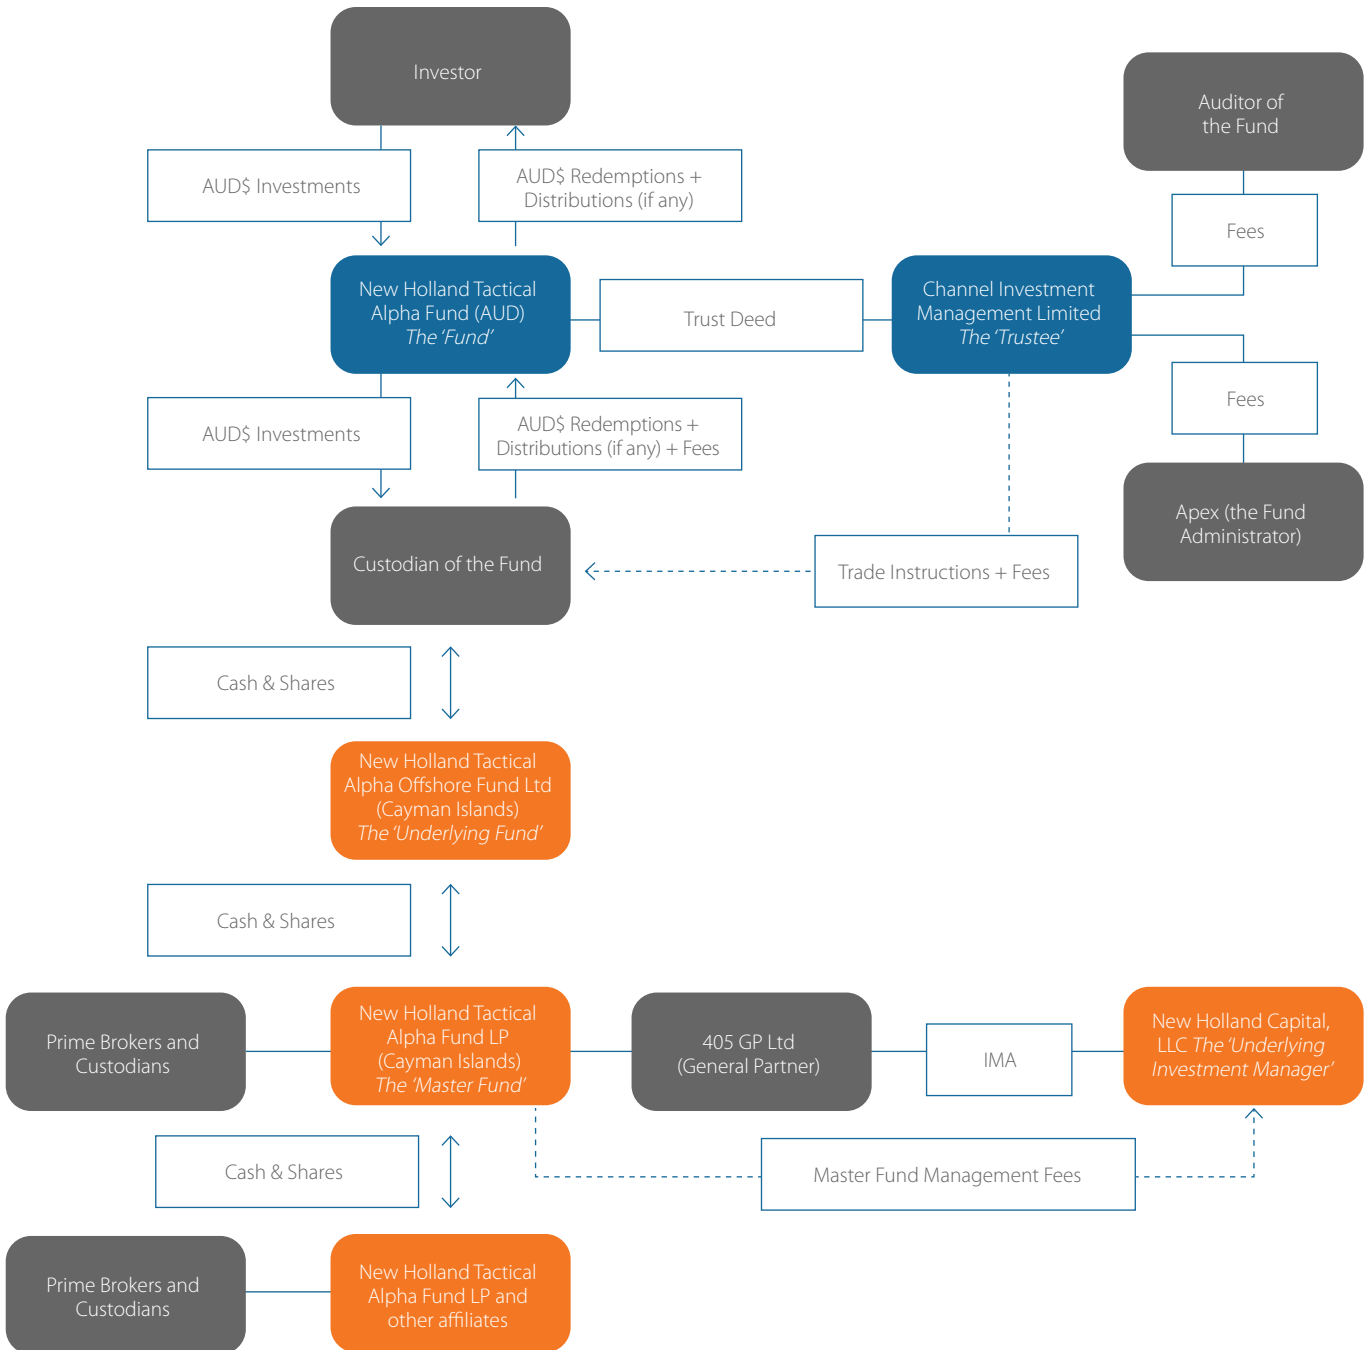 Investor
Auditor of
the Fund
AUD$ Investments
AUD$ Redemptions +
Distributions (if any)
Fees
New Holland Tactical
Alpha Fund (AUD)
The 'Fund'
Trust Deed
Channel Investment
Management Limited
The 'Trustee'
Fees
AUD$ Investments
AUD$ Redemptions +
Distributions (if any) + Fees
Apex (the Fund
Administrator)
Custodian of the Fund
Trade Instructions + Fees
Cash & Shares
New Holland Tactical
Alpha Offshore Fund Ltd
(Cayman Islands)
The 'Underlying Fund'
Cash & Shares
Prime Brokers and
Custodians
New Holland Tactical
Alpha Fund LP
(Cayman Islands)
The 'Master Fund'
405 GP Ltd
(General Partner)
IMA
New Holland Capital,
LLC The 'Underlying
Investment Manager'
Cash & Shares
Master Fund Management Fees
Prime Brokers and
Custodians
New Holland Tactical
Alpha Fund LP and
other affiliates